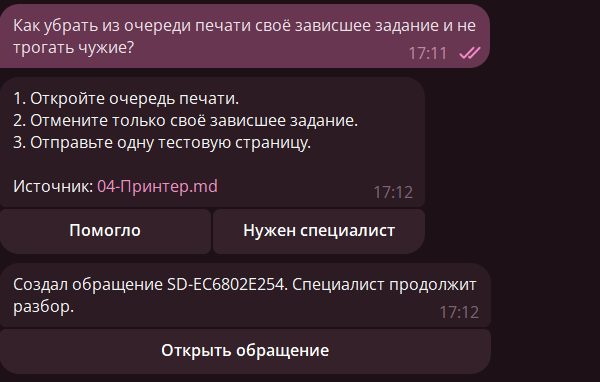 Как убрать из очереди печати своё зависшее задание и не
трогать чужие?
17:11
1. Откройте очередь печати.
2. Отмените только своё зависшее задание.
3. Отправьте одну тестовую страницу.
Источник: 04-Принтер.md
17:12
Помогло
Нужен специалист
Создал обращение SD-EC6802E254. Специалист продолжит
разбор.
17:12
Открыть обращение